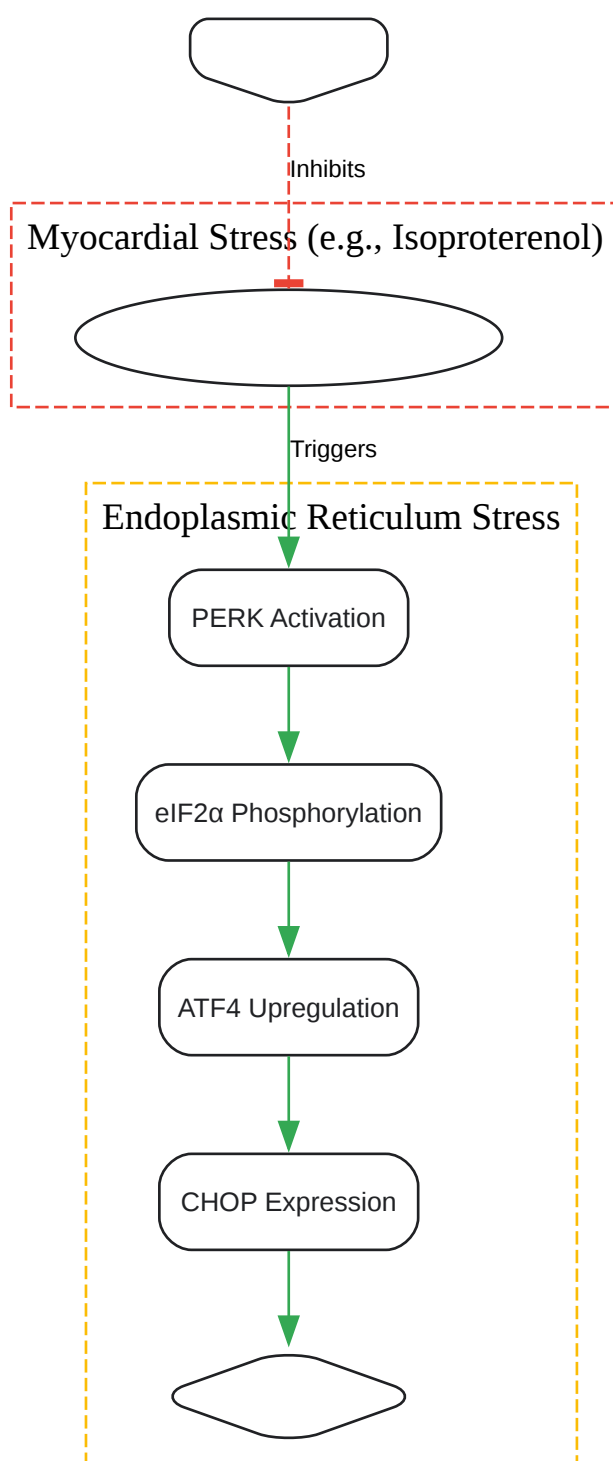 Inhibits
Myocardial Stress (e.g., Isoproterenol)
Triggers
Endoplasmic Reticulum Stress
PERK Activation
eIF2α Phosphorylation
ATF4 Upregulation
CHOP Expression